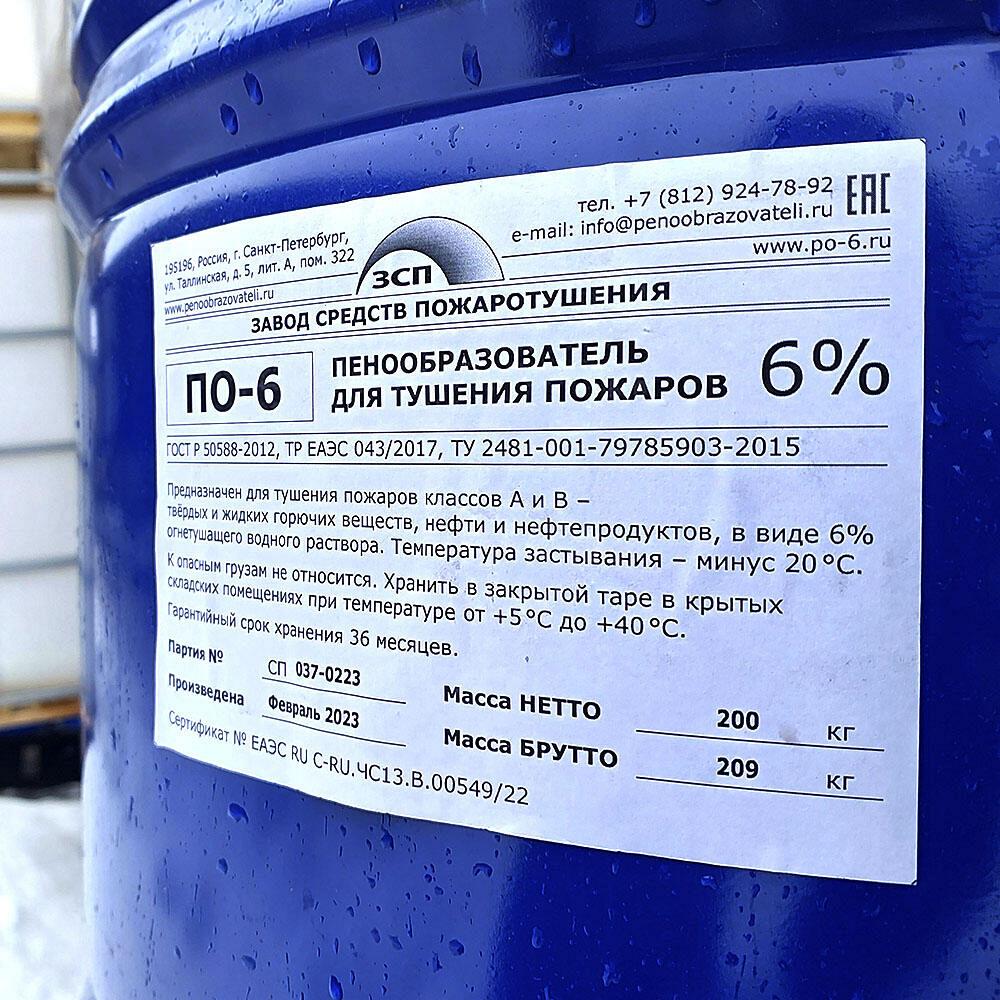 195196, Россия, г. Санкт-Петербург,
ул. Таллинская, д. 5, лит. А, пом. 322
www.penoobrazovateli.ru
ЗСП
тел. +7 (812) 924-78-92
e-mail: info@penoobrazovateli.ru
www.po-6.ru
EAC
ЗАВОД СРЕДСТВ ПОЖАРОТУШЕНИЯ
ПО-6
ПЕНООБРАЗОВАТЕЛЬ
ДЛЯ ТУШЕНИЯ ПОЖАРОВ
6%
ГОСТ Р 50588-2012, ТР ЕАЭС 043/2017, ТУ 2481-001-79785903-2015
Предназначен для тушения пожаров классов А и В –
твёрдых и жидких горючих веществ, нефти и нефтепродуктов, в виде 6%
огнетушащего водного раствора. Температура застывания – минус 20°С.
К опасным грузам не относится. Хранить в закрытой таре в крытых
складских помещениях при температуре от +5°С до +40°С.
Гарантийный срок хранения 36 месяцев.
Партия № СП 037-0223
Произведена Февраль 2023
Масса НЕТТО 200 кг
Масса БРУТТО 209 кг
Сертификат № ЕАЭС RU С-RU.ЧС13.В.00549/22